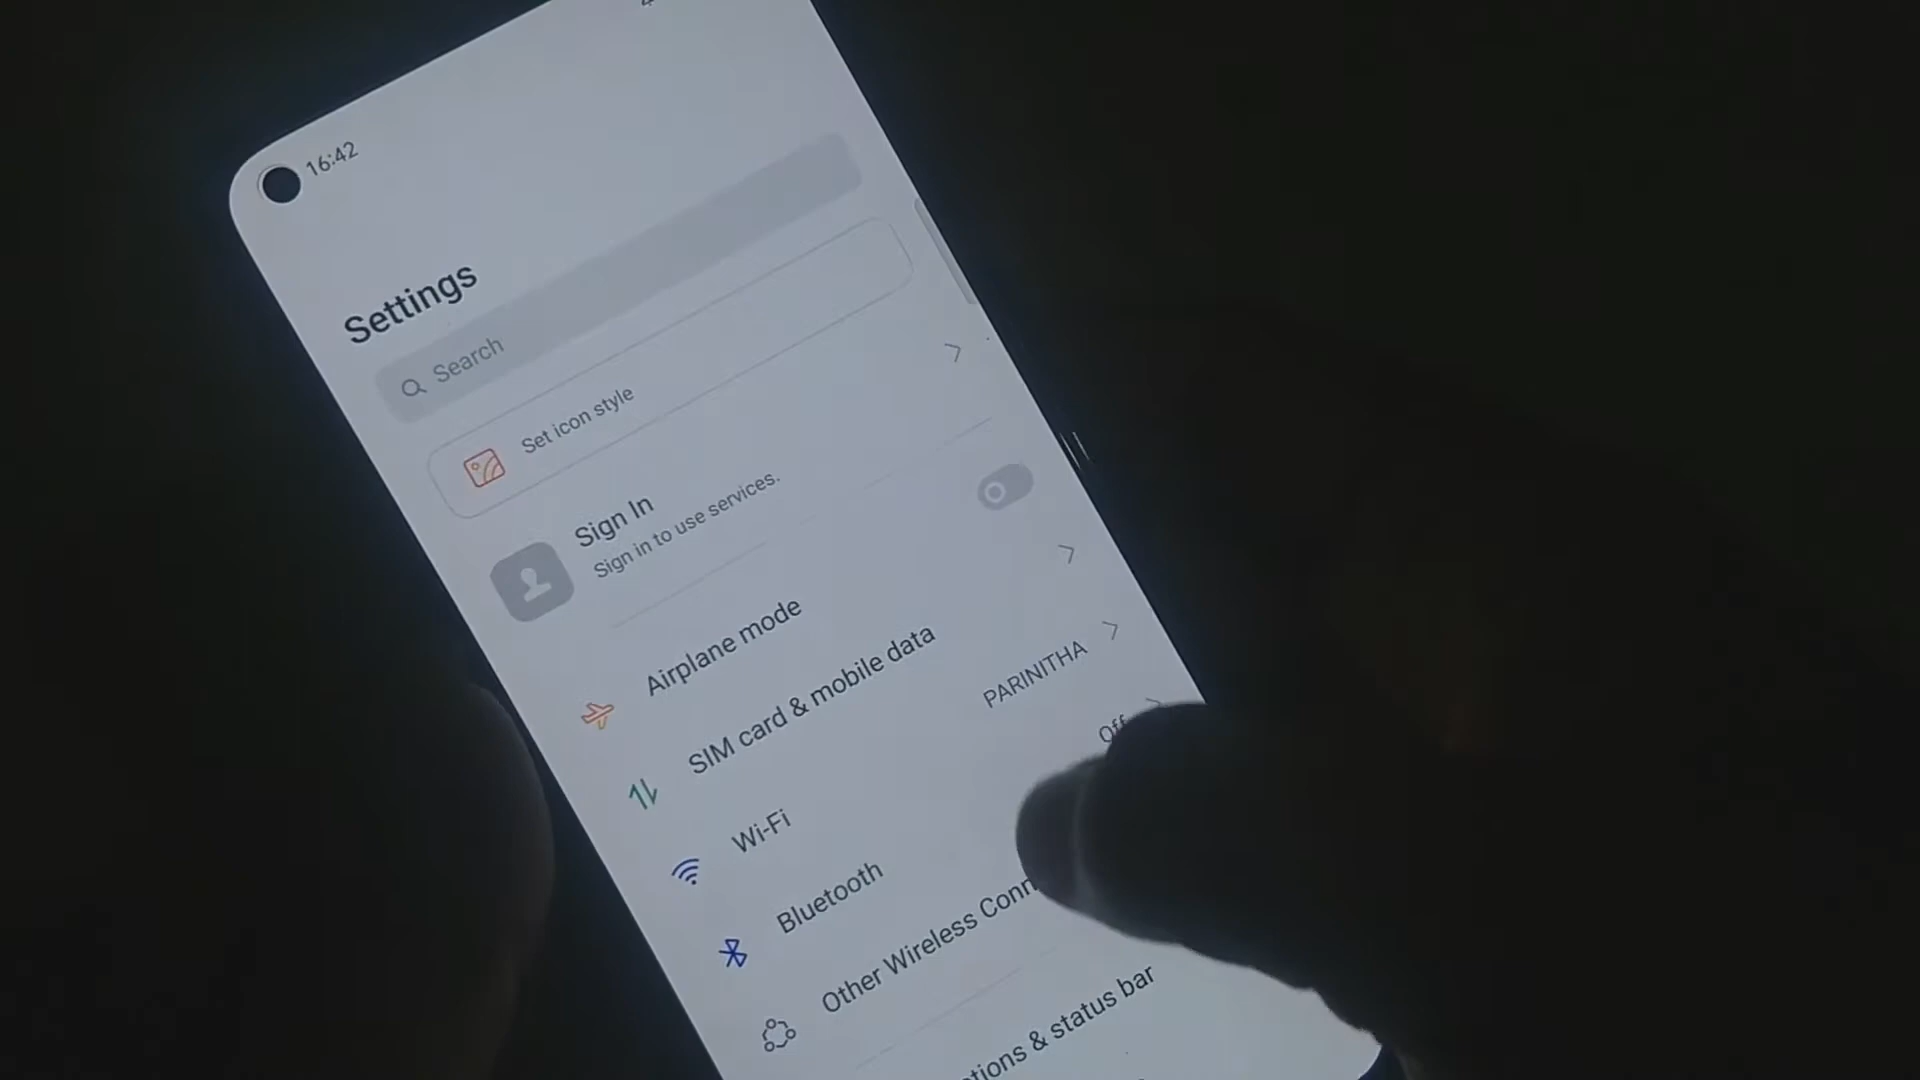 16:42
Settings
Search
Set icon style
Sign In
Sign in to use services.
Airplane mode
SIM card & mobile data
Wi-Fi PARINITHA
Bluetooth Off
Other Wireless Conn
tions & status bar